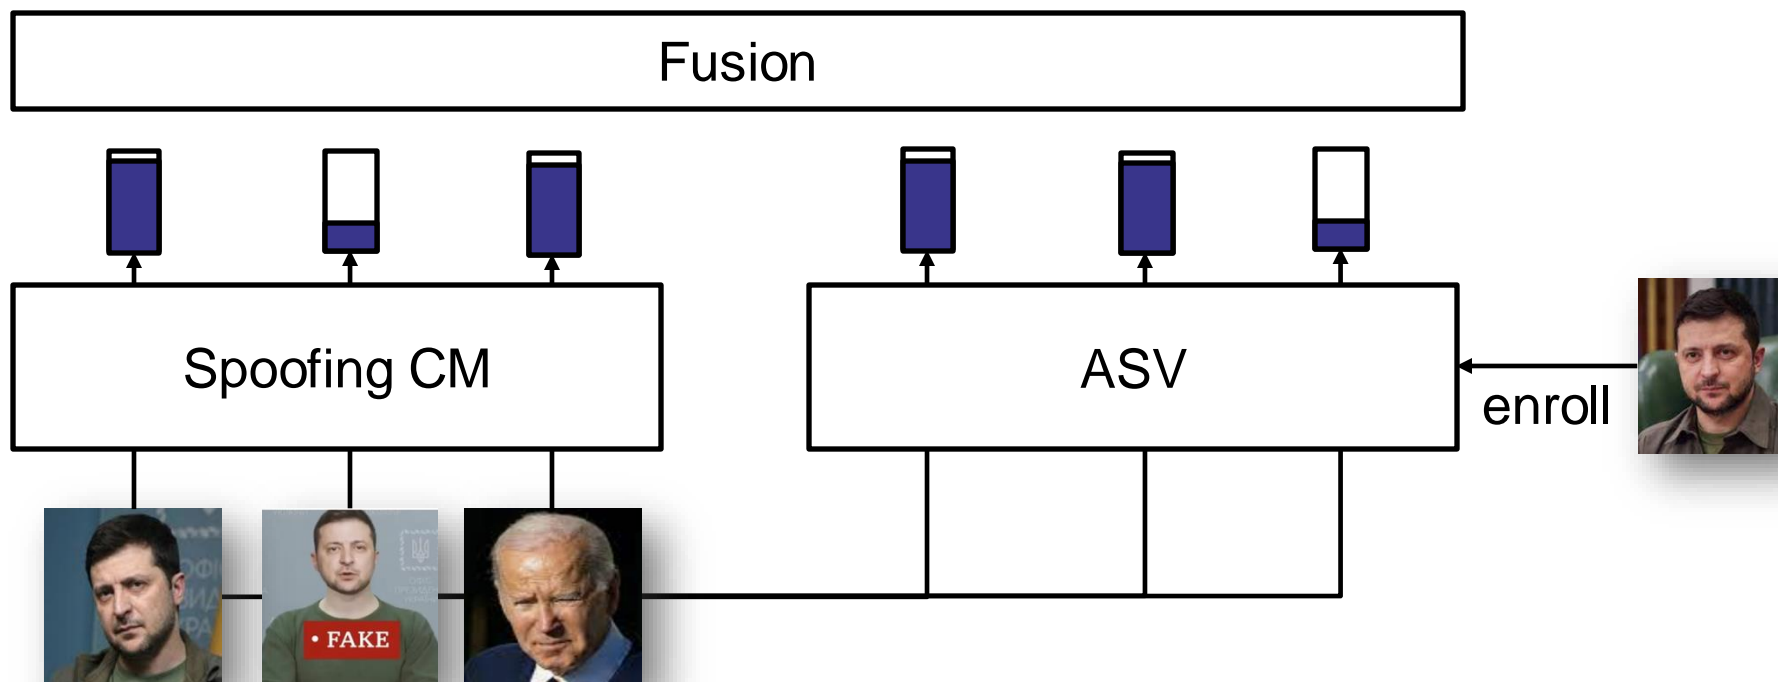 Fusion
Spoofing CM
ASV
enroll
• FAKE